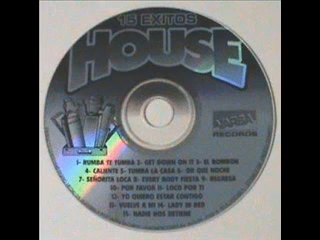 15 EXITOS
HOUSE
RECORDS
1- RUMBA TE TUMBA 2- GET DOWN ON IT 3- EL BOMBON
4- CALIENTE 5- TUMBA LA CASA 6- OH QUE NOCHE
7- SEÑORITA LOCA 8- EVERY BODY FIESTA 9- REGRESA
10- POR FAVOR 11- LOCO POR TI
12- YO QUIERO ESTAR CONTIGO
13- VUELVE A MI 14- LADY IN RED
15- NADIE NOS DETIENE